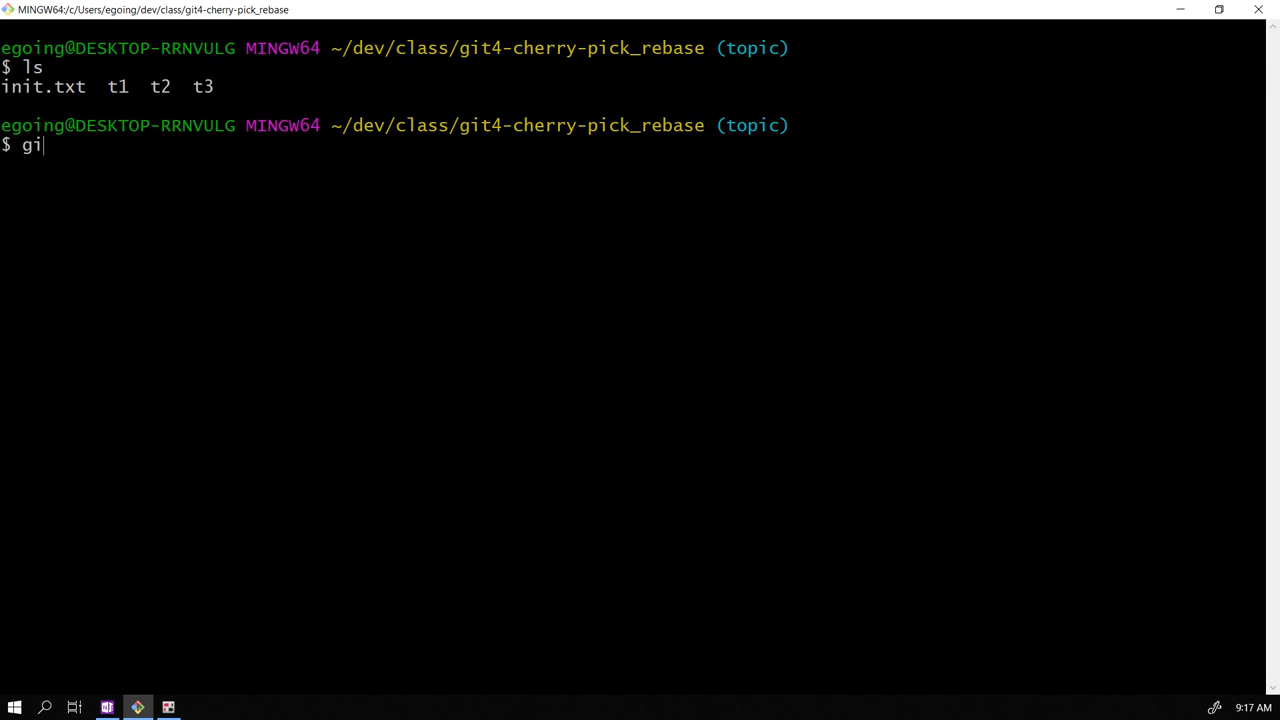 MINGW64:/c/Users/egoing/dev/class/git4-cherry-pick_rebase
egoing@DESKTOP-RRNVULG MINGW64 ~/dev/class/git4-cherry-pick_rebase (topic)
$ ls
init.txt  t1  t2  t3
egoing@DESKTOP-RRNVULG MINGW64 ~/dev/class/git4-cherry-pick_rebase (topic)
$ gi
9:17 AM